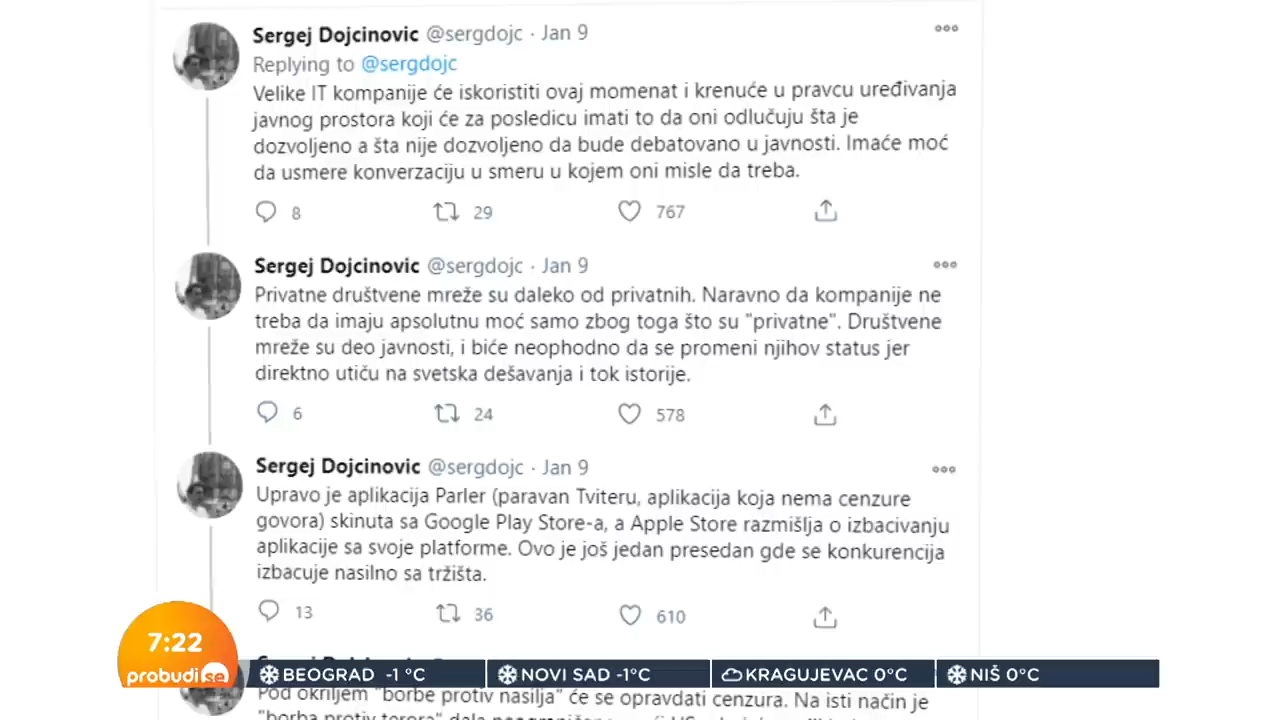 Sergej Dojcinovic @sergdojc · Jan 9
Replying to @sergdojc
Velike IT kompanije će iskoristiti ovaj momenat i krenuće u pravcu uređivanja
javnog prostora koji će za posledicu imati to da oni odlučuju šta je
dozvoljeno a šta nije dozvoljeno da bude debatovano u javnosti. Imaće moć
da usmere konverzaciju u smeru u kojem oni misle da treba.
8 29 767
Sergej Dojcinovic @sergdojc · Jan 9
Privatne društvene mreže su daleko od privatnih. Naravno da kompanije ne
treba da imaju apsolutnu moć samo zbog toga što su "privatne". Društvene
mreže su deo javnosti, i biće neophodno da se promeni njihov status jer
direktno utiču na svetska dešavanja i tok istorije.
6 24 578
Sergej Dojcinovic @sergdojc · Jan 9
Upravo je aplikacija Parler (paravan Tviteru, aplikacija koja nema cenzure
govora) skinuta sa Google Play Store-a, a Apple Store razmišlja o izbacivanju
aplikacije sa svoje platforme. Ovo je još jedan presedan gde se konkurencija
izbacuje nasilno sa tržišta.
13 36 610
7:22
probudi se
BEOGRAD -1 °C NOVI SAD -1°C KRAGUJEVAC 0°C NIŠ 0°C
Pod okriljem "borbe protiv nasilja" će se opravdati cenzura. Na isti način je
"borba protiv terora" dala